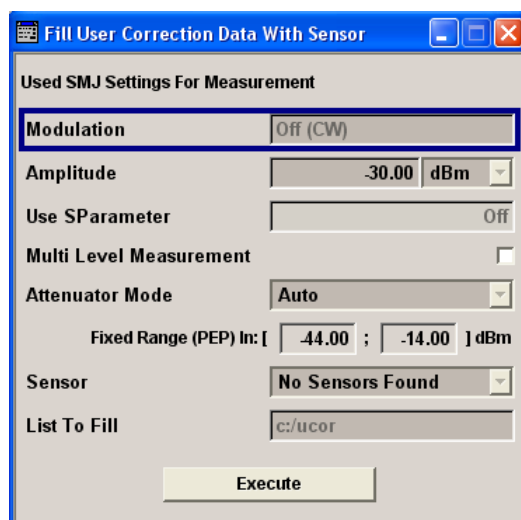 Fill User Correction Data With Sensor
Used SMJ Settings For Measurement
Modulation Off (CW)
Amplitude -30.00 dBm
Use SParameter Off
Multi Level Measurement
Attenuator Mode Auto
Fixed Range (PEP) In: [ -44.00 ; -14.00 ] dBm
Sensor No Sensors Found
List To Fill c:/ucor
Execute